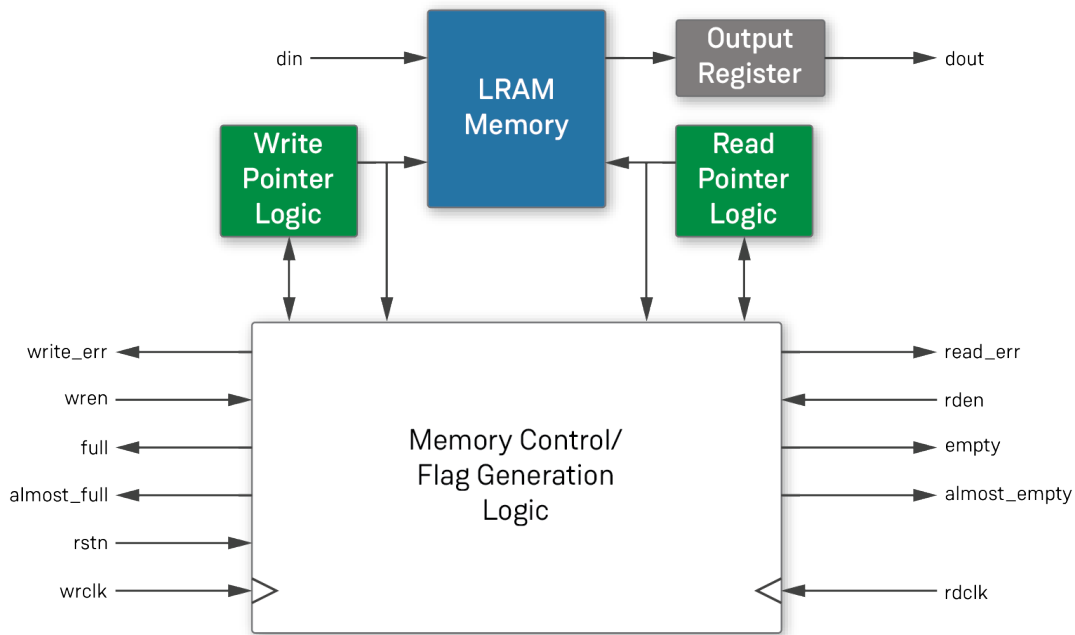 din
LRAM
Memory
Output
Register
dout
Write
Pointer
Logic
Read
Pointer
Logic
write_err
wren
full
almost_full
rstn
wrclk
Memory Control/
Flag Generation
Logic
read_err
rden
empty
almost_empty
rdclk